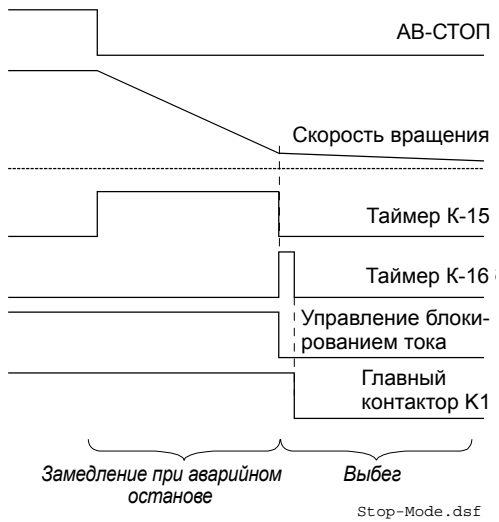 АВ-СТОП
Скорость вращения
Таймер К-15
Таймер К-16
Управление блоки-
рованием тока
Главный
контактор К1
Замедление при аварийном
останове
Выбег
Stop-Mode.dsf